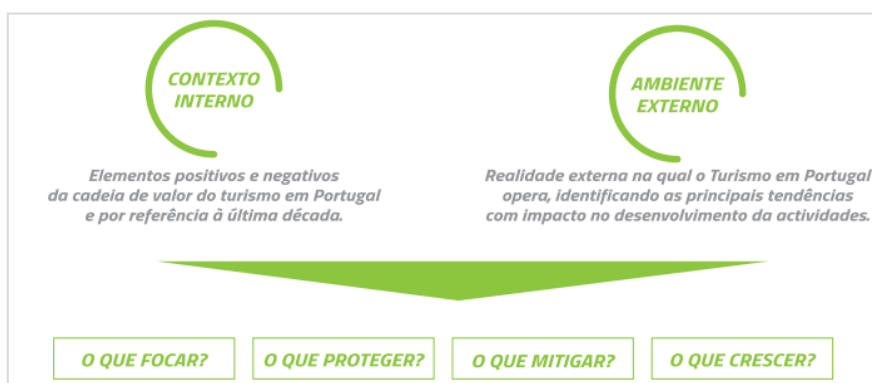 CONTEXTO
INTERNO
Elementos positivos e negativos
da cadeia de valor do turismo em Portugal
e por referência à última década.
AMBIENTE
EXTERNO
Realidade externa na qual o Turismo em Portugal
opera, identificando as principais tendências
com impacto no desenvolvimento da actividades.
O QUE FOCAR?
O QUE PROTEGER?
O QUE MITIGAR?
O QUE CRESCER?